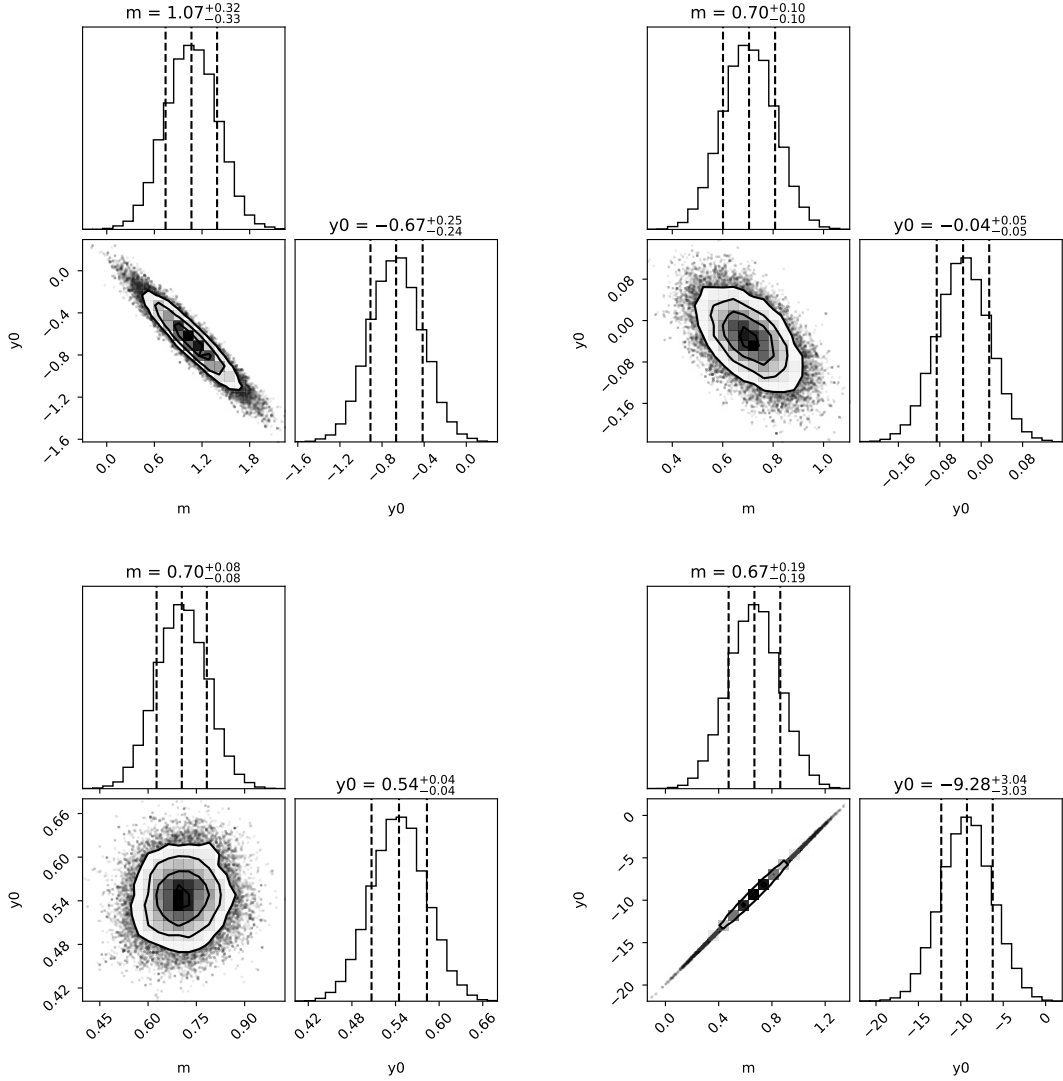 m = 1.07+0.32−0.33
y0 = −0.67+0.25−0.24
0.0
−0.4
−0.8
−1.2
−1.6
y0
0.0 0.6 1.2 1.8
m
−1.6 −1.2 −0.8 −0.4 0.0
y0
m = 0.70+0.10−0.10
y0 = −0.04+0.05−0.05
0.08
0.00
−0.08
−0.16
y0
0.4 0.6 0.8 1.0
m
−0.16 −0.08 0.00 0.08
y0
m = 0.70+0.08−0.08
y0 = 0.54+0.04−0.04
0.66
0.60
0.54
0.48
0.42
y0
0.45 0.60 0.75 0.90
m
0.42 0.48 0.54 0.60 0.66
y0
m = 0.67+0.19−0.19
y0 = −9.28+3.04−3.03
0
−5
−10
−15
−20
y0
0.0 0.4 0.8 1.2
m
−20 −15 −10 −5 0
y0